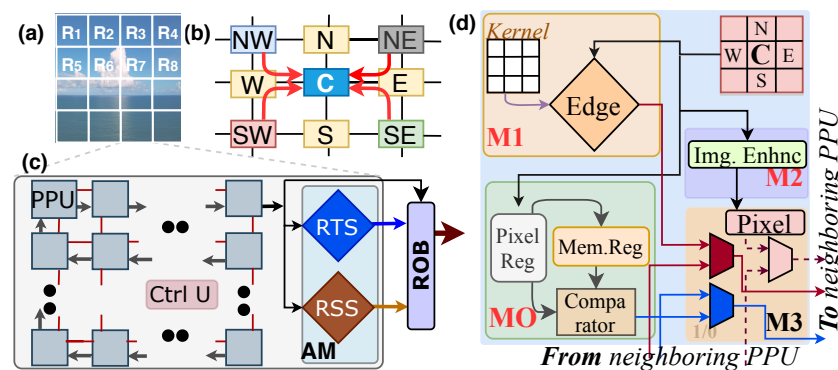 (a)
R1 R2 R3 R4
R5 R6 R7 R8
(b)
NW N NE
W C E
SW S SE
(c)
PPU
Ctrl U
RTS
RSS
AM
ROB
(d)
Kernel
Edge
M1
N
W C E
S
Img. Enhnc
M2
Pixel
Reg
Mem.Reg
Compa
rator
MO
Pixel
1/0
M3
From neighboring PPU
To neighboring PPU